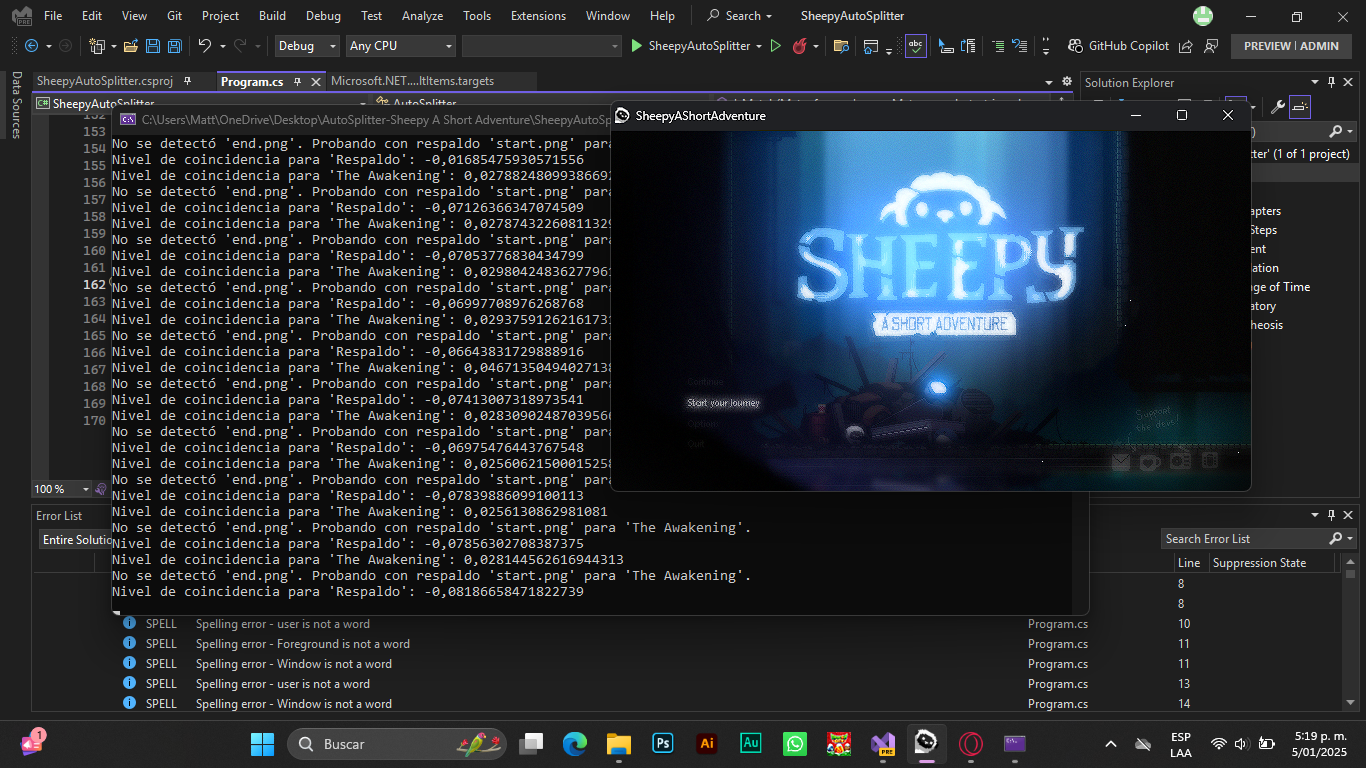 File Edit View Git Project Build Debug Test Analyze Tools Extensions Window Help Search SheepyAutoSplitter
Debug Any CPU SheepyAutoSplitter GitHub Copilot PREVIEW | ADMIN
Data Sources
SheepyAutoSplitter.csproj Program.cs Microsoft.NET....ltItems.targets
SheepyAutoSplitter AutoSplitter
Solution Explorer
C:\Users\Matt\OneDrive\Desktop\AutoSplitter-Sheepy A Short Adventure\SheepyAutoSp
SheepyAShortAdventure
152
153
154
155
156
157
158
159
160
161
162
163
164
165
166
167
168
169
170
No se detectó 'end.png'. Probando con respaldo 'start.png' para
Nivel de coincidencia para 'Respaldo': -0,01685475930571556
Nivel de coincidencia para 'The Awakening': 0,0278824809938669
No se detectó 'end.png'. Probando con respaldo 'start.png' para
Nivel de coincidencia para 'Respaldo': -0,07126366347074509
Nivel de coincidencia para 'The Awakening': 0,0278743226081132
No se detectó 'end.png'. Probando con respaldo 'start.png' para
Nivel de coincidencia para 'Respaldo': -0,07053776830434799
Nivel de coincidencia para 'The Awakening': 0,0298042483627796
No se detectó 'end.png'. Probando con respaldo 'start.png' para
Nivel de coincidencia para 'Respaldo': -0,06997708976268768
Nivel de coincidencia para 'The Awakening': 0,0293759126216173
No se detectó 'end.png'. Probando con respaldo 'start.png' para
Nivel de coincidencia para 'Respaldo': -0,06643831729888916
Nivel de coincidencia para 'The Awakening': 0,0467135049402713
No se detectó 'end.png'. Probando con respaldo 'start.png' para
Nivel de coincidencia para 'Respaldo': -0,07413007318973541
Nivel de coincidencia para 'The Awakening': 0,0283090248703956
No se detectó 'end.png'. Probando con respaldo 'start.png' para
Nivel de coincidencia para 'Respaldo': -0,06975476443767548
Nivel de coincidencia para 'The Awakening': 0,0256062150001525
No se detectó 'end.png'. Probando con respaldo 'start.png' para
Nivel de coincidencia para 'Respaldo': -0,07839886099100113
Nivel de coincidencia para 'The Awakening': 0,0256130862981081
No se detectó 'end.png'. Probando con respaldo 'start.png' para 'The Awakening'.
Nivel de coincidencia para 'Respaldo': -0,07856302708387375
Nivel de coincidencia para 'The Awakening': 0,028144562616944313
No se detectó 'end.png'. Probando con respaldo 'start.png' para 'The Awakening'.
Nivel de coincidencia para 'Respaldo': -0,08186658471822739
SHEEPY
A SHORT ADVENTURE
Continue
Start your journey
Options
Quit
Support
the devs!
tter' (1 of 1 project)
apters
Steps
ent
ation
ge of Time
atory
heosis
100 %
Error List
Entire Solutio
Search Error List
Line Suppression State
8
8
SPELL Spelling error - user is not a word Program.cs 10
SPELL Spelling error - Foreground is not a word Program.cs 11
SPELL Spelling error - Window is not a word Program.cs 11
SPELL Spelling error - user is not a word Program.cs 13
SPELL Spelling error - Window is not a word Program.cs 14
1
Buscar
Ps
Ai
Au
PRE
ESP
LAA
5:19 p. m.
5/01/2025